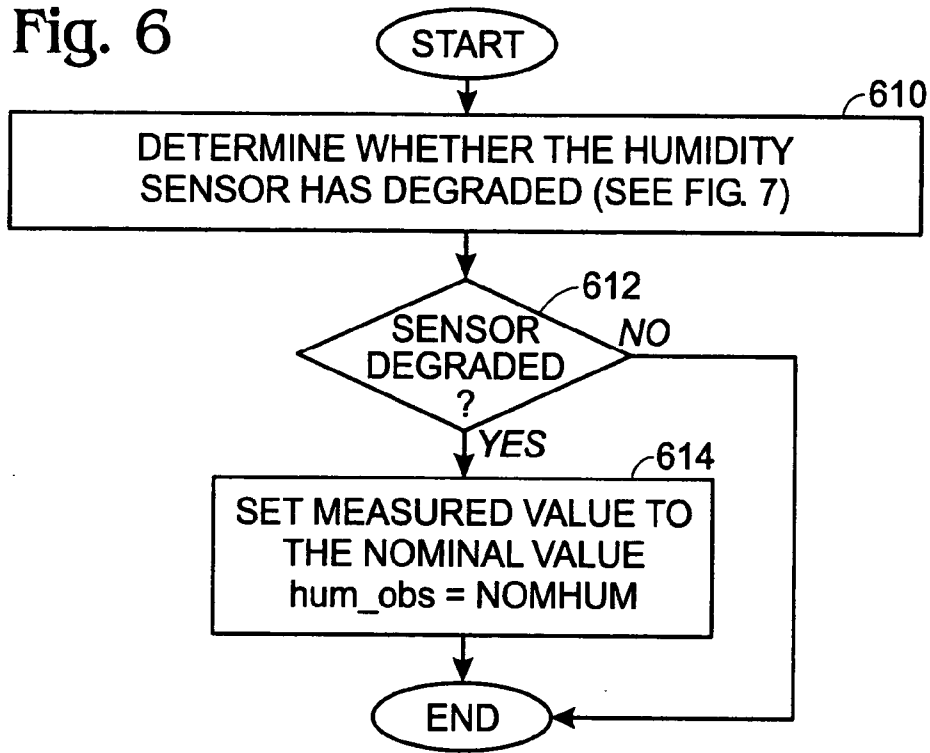 Fig. 6
START
610
DETERMINE WHETHER THE HUMIDITY
SENSOR HAS DEGRADED (SEE FIG. 7)
612
SENSOR
DEGRADED
?
NO
YES
614
SET MEASURED VALUE TO
THE NOMINAL VALUE
hum_obs = NOMHUM
END